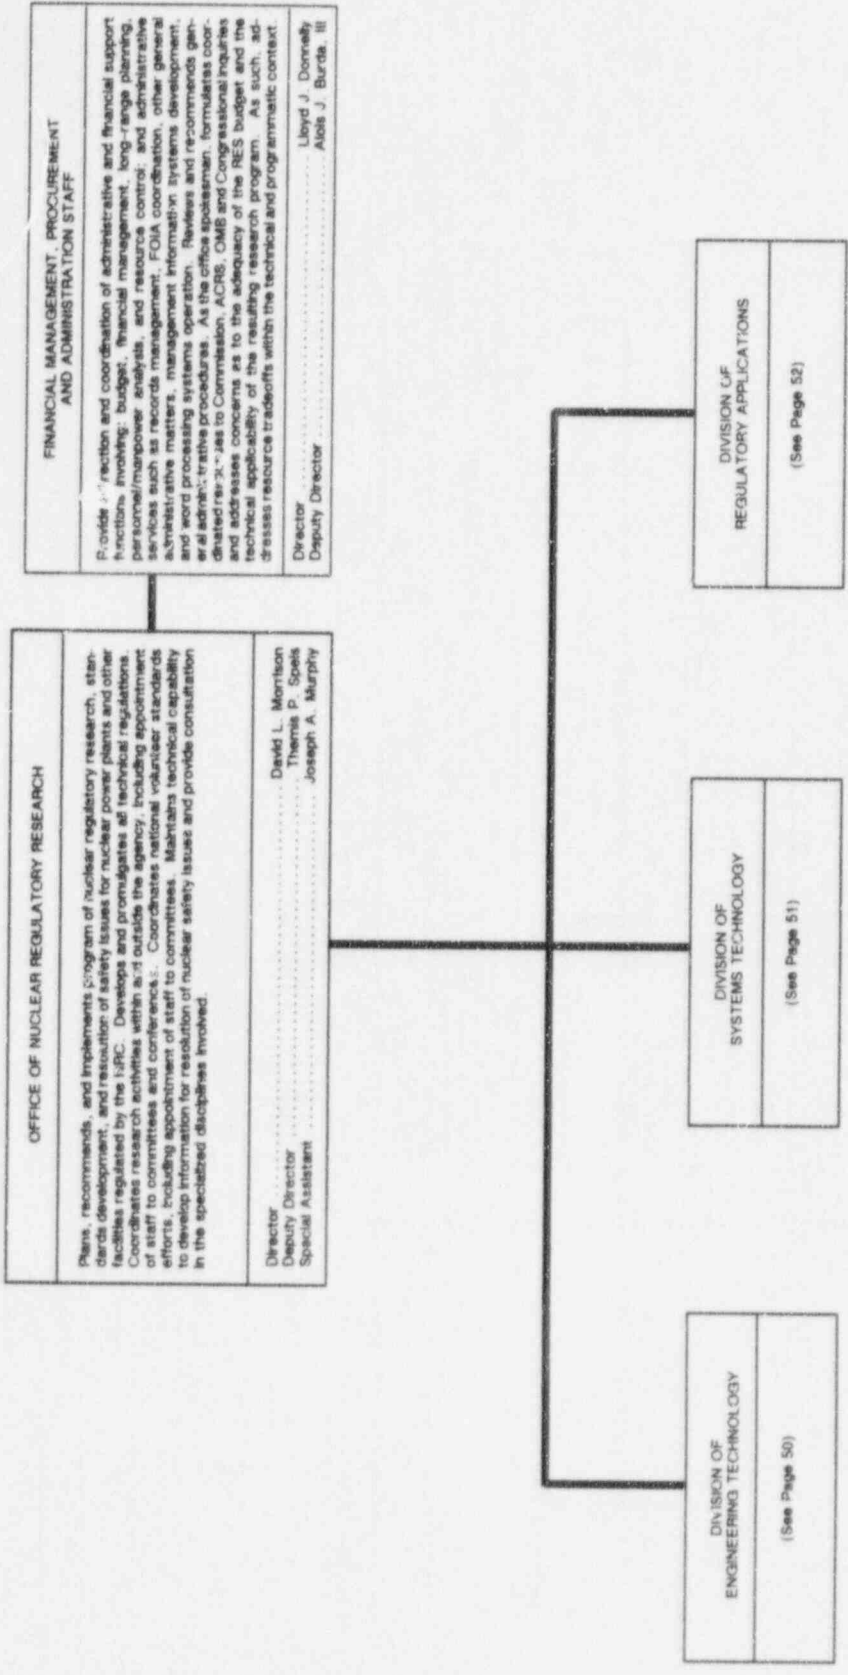 OFFICE OF NUCLEAR REGULATORY RESEARCH
Plans, recommends, and implements program of nuclear regulatory research, stan-
dards development, and resolution of safety issues for nuclear power plants and other
facilities regulated by the NRC. Develops and promulgates all technical regulations.
Coordinates research activities within and outside the agency, including appointment
of staff to committees and conferences. Coordinates national volunteer standards
efforts, including appointment of staff to committees. Maintains technical capability
to develop information for resolution of nuclear safety issues and provide consultation
in the specialized disciplines involved.
Director ........ David L. Morrison
Deputy Director ........ Themis P. Speis
Special Assistant ........ Joseph A. Murphy
FINANCIAL MANAGEMENT, PROCUREMENT
AND ADMINISTRATION STAFF
Provide direction and coordination of administrative and financial support
functions involving: budget, financial management, long-range planning,
personnel/manpower analysis, and resource control; and administrative
services such as records management, FOIA coordination, other general
administrative matters, management information systems development,
and word processing systems operation. Reviews and recommends gen-
eral administrative procedures. As the office spokesman, formulates coor-
dinated responses to Commission, ACRS, OMB and Congressional inquiries
and addresses concerns as to the adequacy of the RES budget and the
technical applicability of the resulting research program. As such, ad-
dresses resource tradeoffs within the technical and programmatic context.
Director ........ Lloyd J. Donnelly
Deputy Director ........ Alois J. Burda, III
DIVISION OF
ENGINEERING TECHNOLOGY
(See Page 50)
DIVISION OF
SYSTEMS TECHNOLOGY
(See Page 51)
DIVISION OF
REGULATORY APPLICATIONS
(See Page 52)